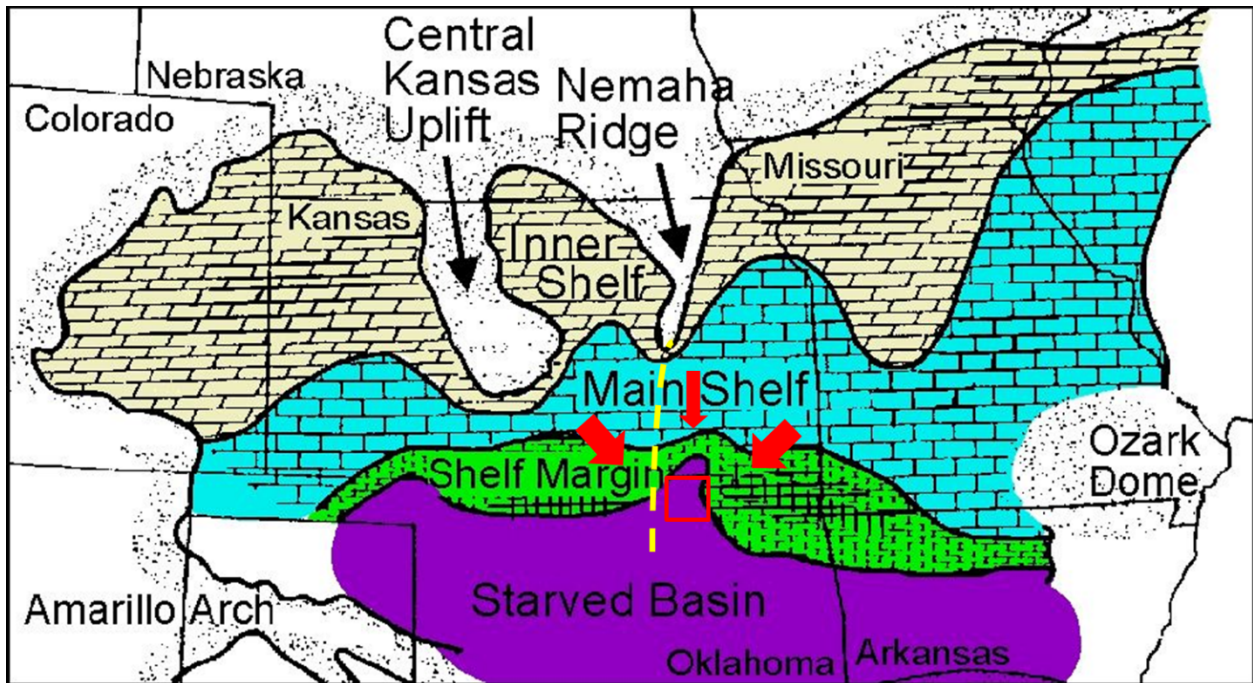 Central
Kansas
Uplift
Nemaha
Ridge
Nebraska
Colorado
Missouri
Kansas
Inner
Shelf
Main Shelf
Ozark
Dome
Shelf Margin
Starved Basin
Amarillo Arch
Oklahoma
Arkansas